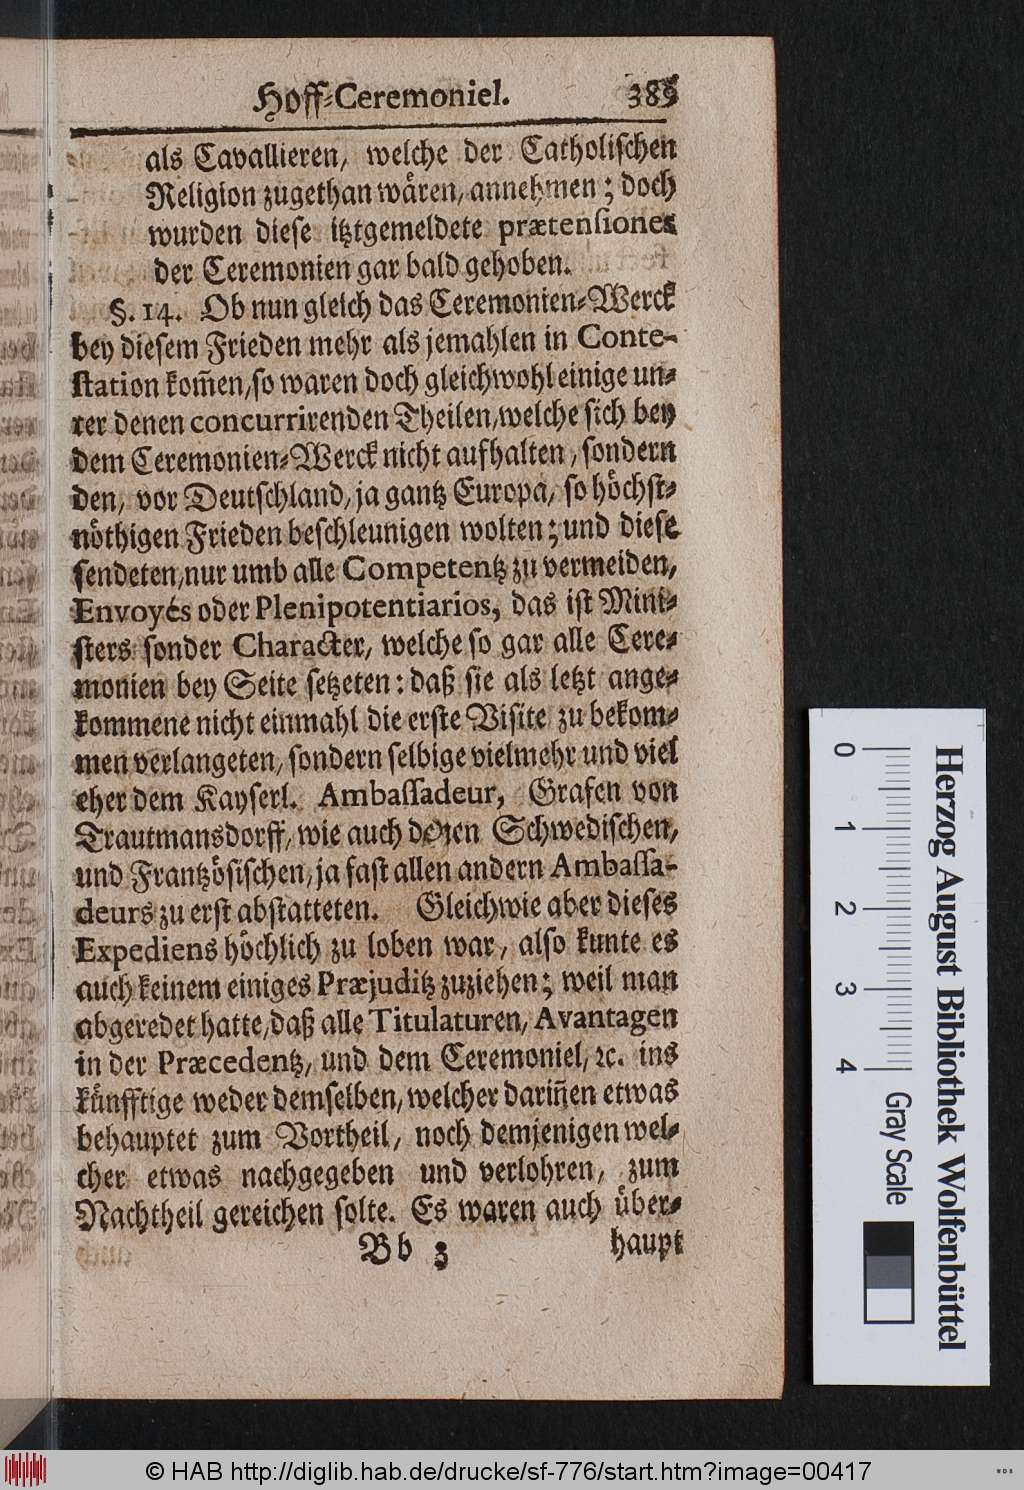 Hoff-Ceremoniel. 389
als Cavallieren, welche der Catholischen
Religion zugethan wären, annehmen; doch
wurden diese itztgemeldete prætensiones
der Ceremonien gar bald gehoben.
§. 14. Ob nun gleich das Ceremonien-Werck
bey diesem Frieden mehr als jemahlen in Conte-
station kom̃en, so waren doch gleichwohl einige un-
ter denen concurrirenden Theilen, welche sich bey
dem Ceremonien-Werck nicht aufhalten, sondern
den, vor Deutschland, ja gantz Europa, so höchst-
nöthigen Frieden beschleunigen wolten; und diese
sendeten, nur umb alle Competentz zu vermeiden,
Envoyés oder Plenipotentiarios, das ist Mini-
sters sonder Character, welche so gar alle Cere-
monien bey Seite setzeten: daß sie als letzt ange-
kommene nicht einmahl die erste Visite zu bekom-
men verlangeten, sondern selbige vielmehr und viel
eher dem Kayserl. Ambassadeur, Grafen von
Trautmansdorff, wie auch denen Schwedischen,
und Frantzösischen, ja fast allen andern Ambassa-
deurs zu erst abstatteten. Gleichwie aber dieses
Expediens höchlich zu loben war, also kunte es
auch keinem einiges Præjuditz zuziehen; weil man
abgeredet hatte, daß alle Titulaturen, Avantagen
in der Præcedentz, und dem Ceremoniel, ꝛc. ins
künfftige weder demselben, welcher dariñen etwas
behauptet zum Vortheil, noch demjenigen wel-
cher etwas nachgegeben und verlohren, zum
Nachtheil gereichen solte. Es waren auch über-
Bb 3 haupt
Herzog August Bibliothek Wolfenbüttel
0 1 2 3 4 Gray Scale
© HAB http://diglib.hab.de/drucke/sf-776/start.htm?image=00417